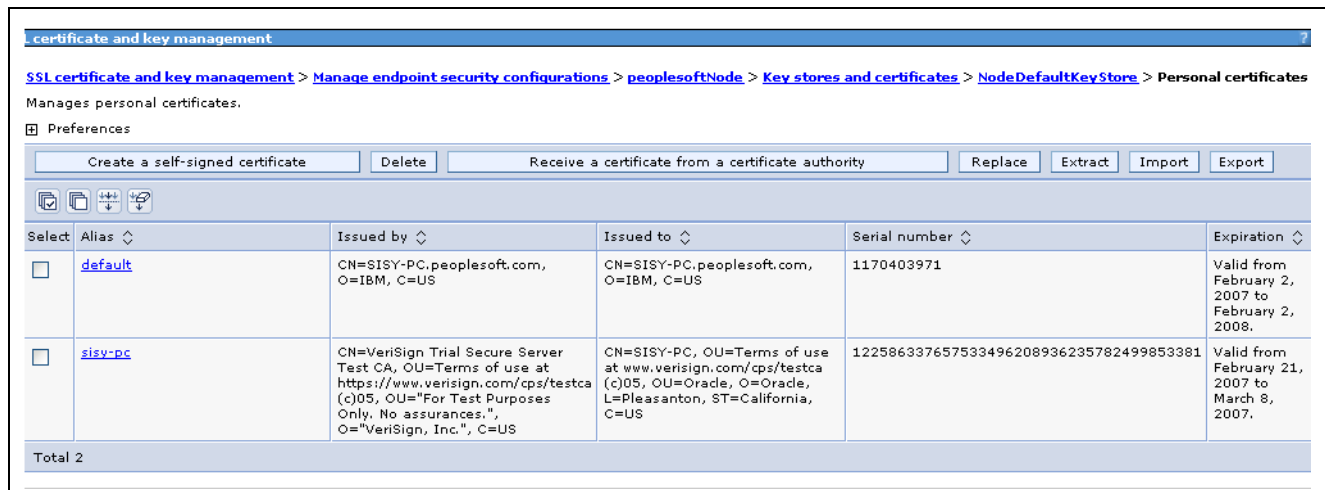 L certificate and key management ?
SSL certificate and key management > Manage endpoint security configurations > peoplesoftNode > Key stores and certificates > NodeDefaultKeyStore > Personal certificates
Manages personal certificates.
Preferences
Create a self-signed certificate Delete Receive a certificate from a certificate authority Replace Extract Import Export
Select Alias Issued by Issued to Serial number Expiration
default
CN=SISY-PC.peoplesoft.com,
O=IBM, C=US
CN=SISY-PC.peoplesoft.com,
O=IBM, C=US
1170403971
Valid from
February 2,
2007 to
February 2,
2008.
sisy-pc
CN=VeriSign Trial Secure Server
Test CA, OU=Terms of use at
https://www.verisign.com/cps/testca
(c)05, OU="For Test Purposes
Only. No assurances.",
O="VeriSign, Inc.", C=US
CN=SISY-PC, OU=Terms of use
at www.verisign.com/cps/testca
(c)05, OU=Oracle, O=Oracle,
L=Pleasanton, ST=California,
C=US
122586337657533496208936235782499853381
Valid from
February 21,
2007 to
March 8,
2007.
Total 2